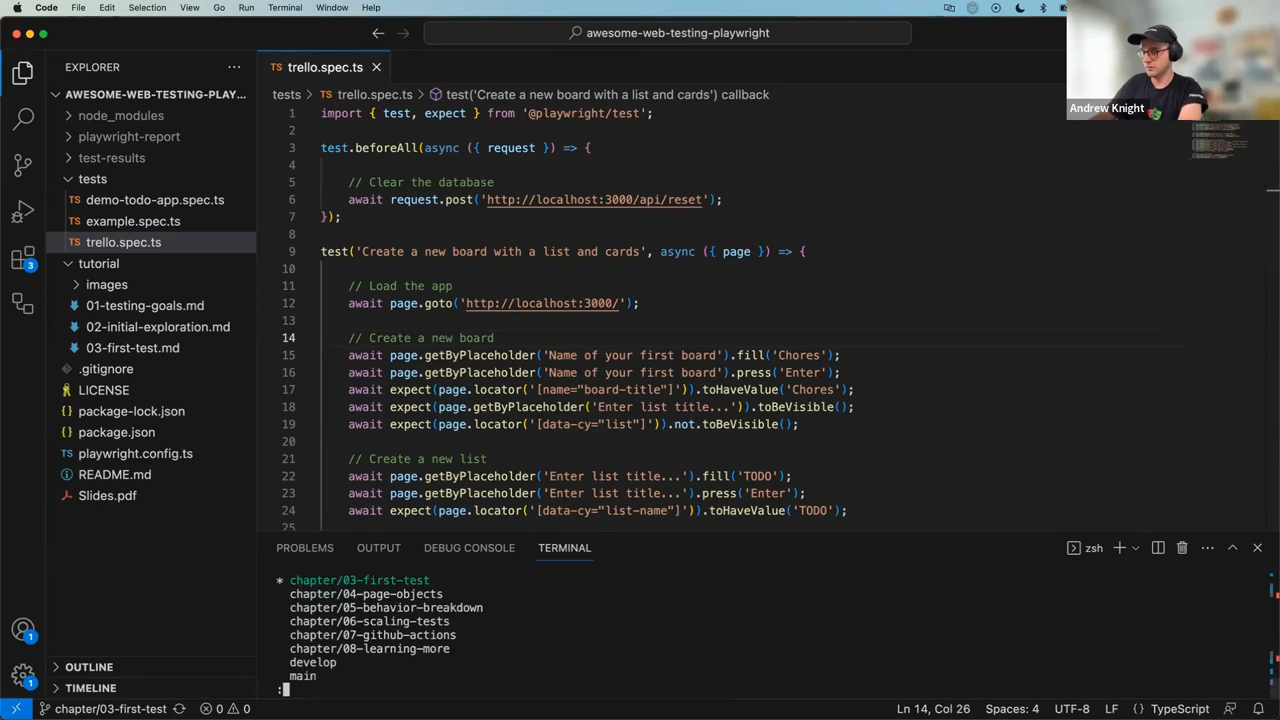 Code File Edit Selection View Go Run Terminal Window Help
awesome-web-testing-playwright
Andrew Knight
EXPLORER
AWESOME-WEB-TESTING-PLAY...
node_modules
playwright-report
test-results
tests
TS demo-todo-app.spec.ts
TS example.spec.ts
TS trello.spec.ts
tutorial
images
01-testing-goals.md
02-initial-exploration.md
03-first-test.md
.gitignore
LICENSE
package-lock.json
package.json
TS playwright.config.ts
README.md
Slides.pdf
OUTLINE
TIMELINE
3
1
1
TS trello.spec.ts
tests > TS trello.spec.ts > test('Create a new board with a list and cards') callback
1 import { test, expect } from '@playwright/test';
2
3 test.beforeAll(async ({ request }) => {
4
5 // Clear the database
6 await request.post('http://localhost:3000/api/reset');
7 });
8
9 test('Create a new board with a list and cards', async ({ page }) => {
10
11 // Load the app
12 await page.goto('http://localhost:3000/');
13
14 // Create a new board
15 await page.getByPlaceholder('Name of your first board').fill('Chores');
16 await page.getByPlaceholder('Name of your first board').press('Enter');
17 await expect(page.locator('[name="board-title"]')).toHaveValue('Chores');
18 await expect(page.getByPlaceholder('Enter list title...')).toBeVisible();
19 await expect(page.locator('[data-cy="list"]')).not.toBeVisible();
20
21 // Create a new list
22 await page.getByPlaceholder('Enter list title...').fill('TODO');
23 await page.getByPlaceholder('Enter list title...').press('Enter');
24 await expect(page.locator('[data-cy="list-name"]')).toHaveValue('TODO');
25
PROBLEMS OUTPUT DEBUG CONSOLE TERMINAL
zsh
* chapter/03-first-test
chapter/04-page-objects
chapter/05-behavior-breakdown
chapter/06-scaling-tests
chapter/07-github-actions
chapter/08-learning-more
develop
main
:
chapter/03-first-test 0 0 Ln 14, Col 26 Spaces: 4 UTF-8 LF {} TypeScript